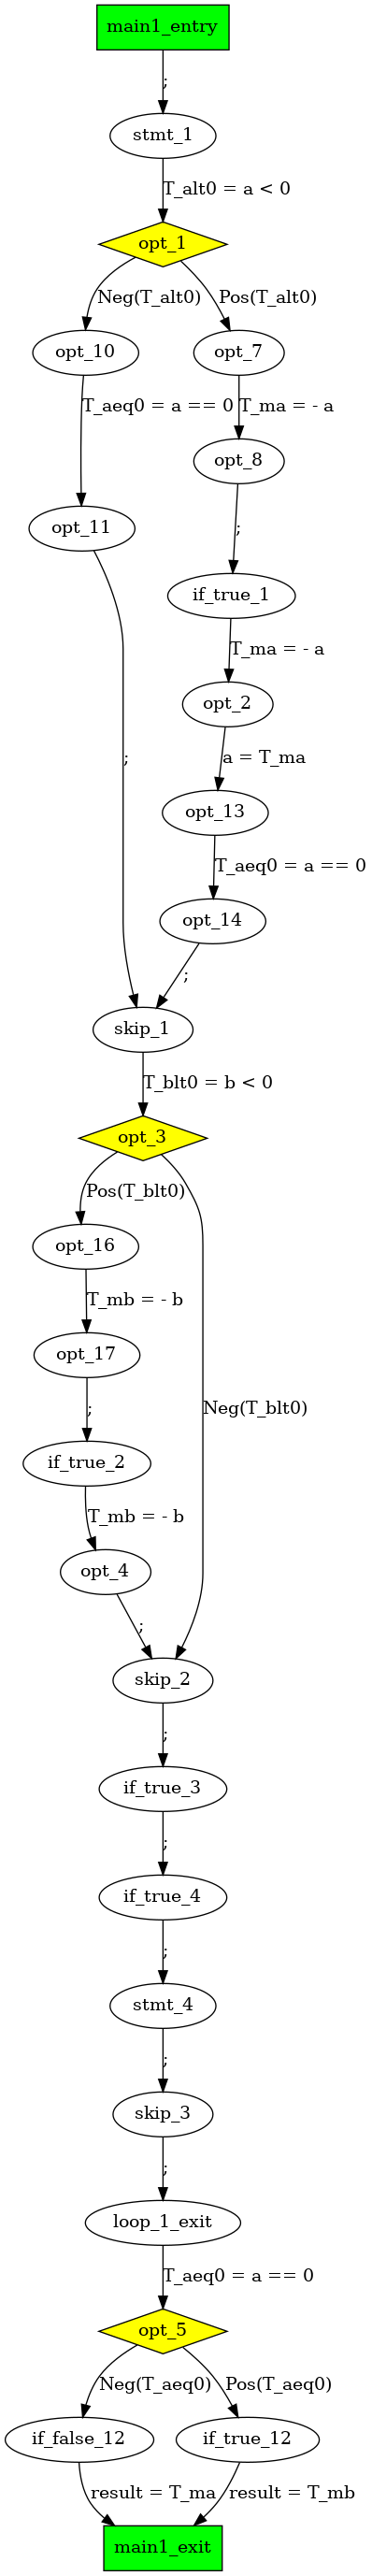 main1_entry
;
stmt_1
T_alt0 = a < 0
opt_1
Neg(T_alt0)
Pos(T_alt0)
opt_10
opt_7
T_aeq0 = a == 0
T_ma = - a
opt_8
opt_11
;
if_true_1
T_ma = - a
opt_2
;
a = T_ma
opt_13
T_aeq0 = a == 0
opt_14
;
skip_1
T_blt0 = b < 0
opt_3
Pos(T_blt0)
opt_16
T_mb = - b
opt_17
;
Neg(T_blt0)
if_true_2
T_mb = - b
opt_4
;
skip_2
;
if_true_3
;
if_true_4
;
stmt_4
;
skip_3
;
loop_1_exit
T_aeq0 = a == 0
opt_5
Neg(T_aeq0)
Pos(T_aeq0)
if_false_12
if_true_12
result = T_ma
result = T_mb
main1_exit